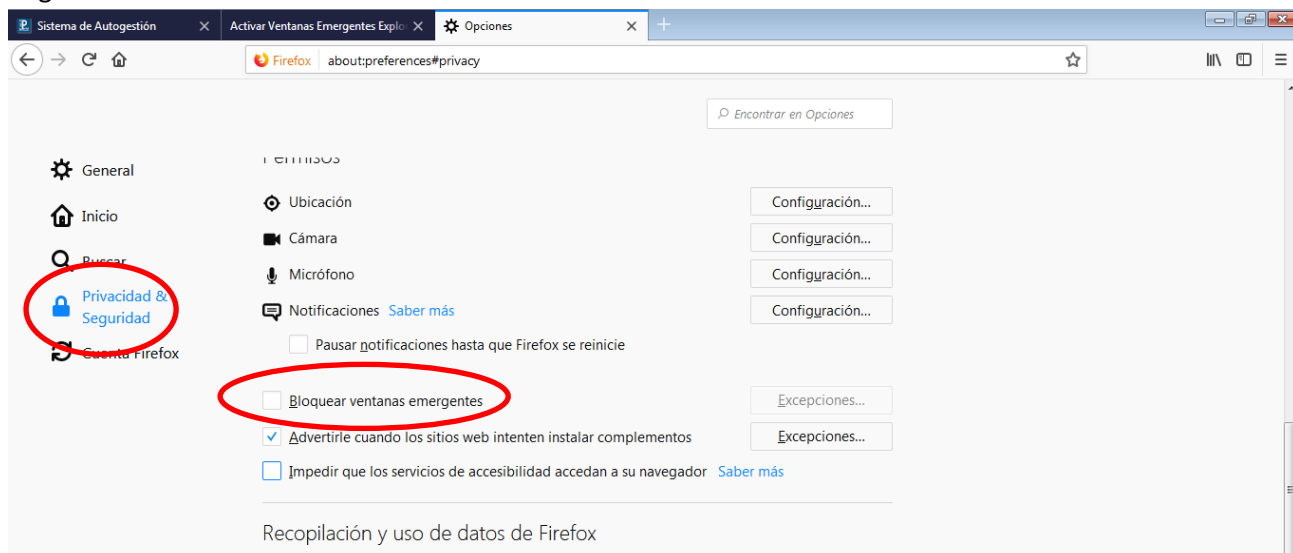 Sistema de Autogestión
Activar Ventanas Emergentes Explo
Opciones
Firefox about:preferences#privacy
Encontrar en Opciones
General
Inicio
Buscar
Privacidad &
Seguridad
Cuenta Firefox
Permisos
Ubicación Configuración...
Cámara Configuración...
Micrófono Configuración...
Notificaciones Saber más Configuración...
Pausar notificaciones hasta que Firefox se reinicie
Bloquear ventanas emergentes Excepciones...
Advertirle cuando los sitios web intenten instalar complementos Excepciones...
Impedir que los servicios de accesibilidad accedan a su navegador Saber más
Recopilación y uso de datos de Firefox